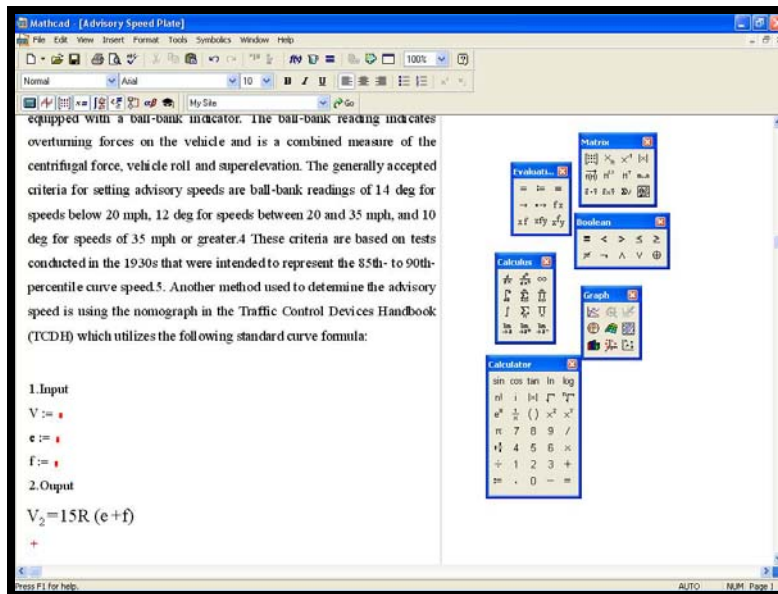 Mathcad - [Advisory Speed Plate]
File Edit View Insert Format Tools Symbolics Window Help
100%
Normal Arial 10 B I U
My Site Go
equipped with a ball-bank indicator. The ball-bank reading indicates
overturning forces on the vehicle and is a combined measure of the
centrifugal force, vehicle roll and superelevation. The generally accepted
criteria for setting advisory speeds are ball-bank readings of 14 deg for
speeds below 20 mph, 12 deg for speeds between 20 and 35 mph, and 10
deg for speeds of 35 mph or greater.4 These criteria are based on tests
conducted in the 1930s that were intended to represent the 85th- to 90th-
percentile curve speed.5. Another method used to detemine the advisory
speed is using the nomograph in the Traffic Control Devices Handbook
(TCDH) which utilizes the following standard curve formula:
1.Input
V :=
e :=
f :=
2.Ouput
V₂=15R (e+f)
+
Matrix
Evaluati...
Boolean
= < > ≤ ≥
≠ ¬ ∧ ∨ ⊕
Calculus
Graph
Calculator
sin cos tan ln log
n! i |×|
π 7 8 9 /
4 5 6 ×
÷ 1 2 3 +
:= . 0 − =
Press F1 for help.
AUTO NUM Page 1